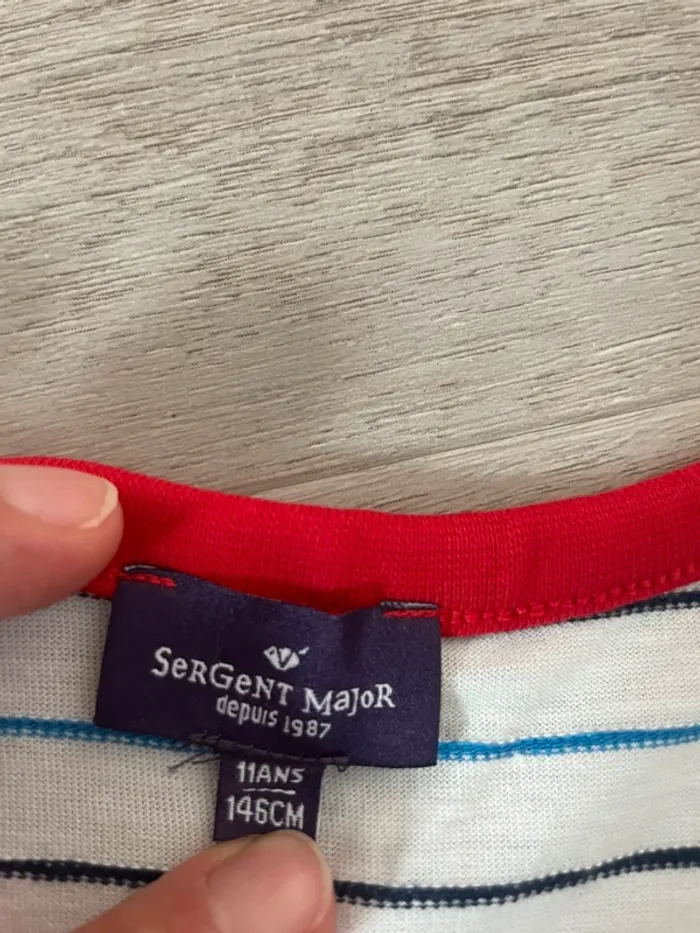 SerGeNT MajoR
depuis 1987
11ANS
146CM